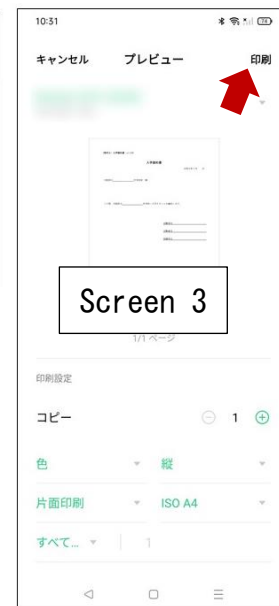 10:31
キャンセル プレビュー 印刷
Screen 3
1/1 ページ
印刷設定
コピー 1
色 縦
片面印刷 ISO A4
すべて... 1